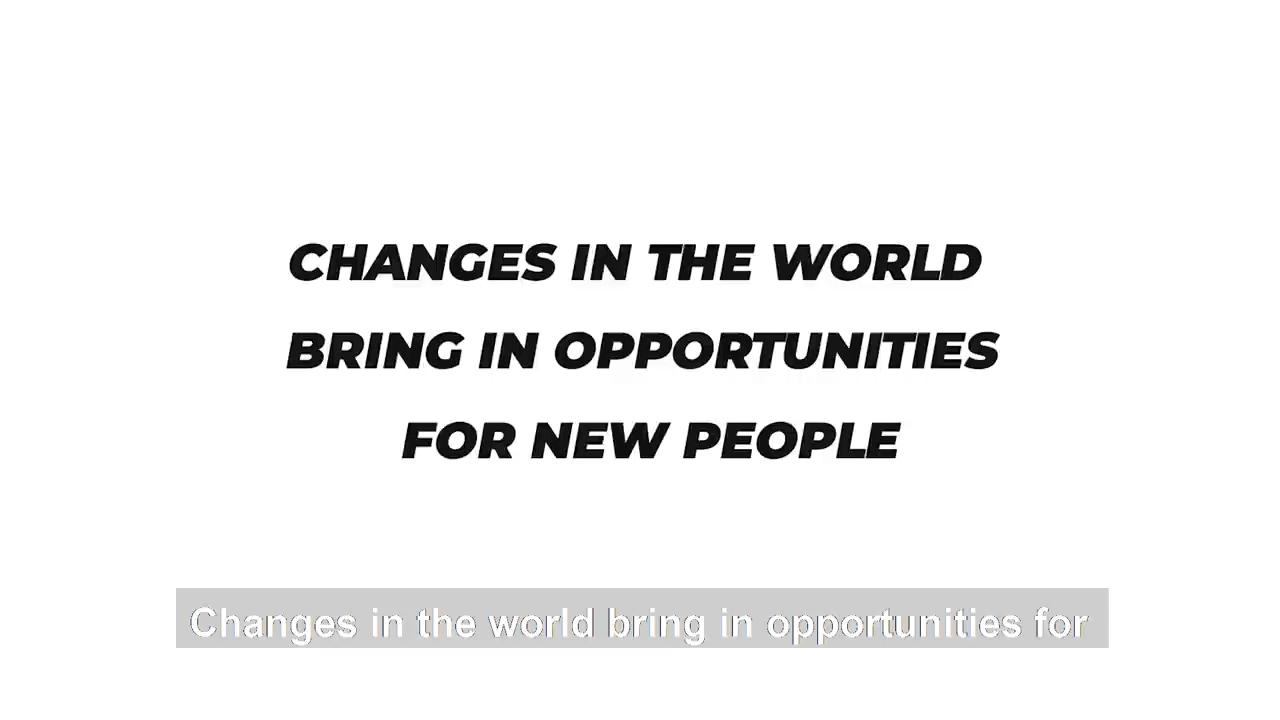 CHANGES IN THE WORLD
BRING IN OPPORTUNITIES
FOR NEW PEOPLE
Changes in the world bring in opportunities for